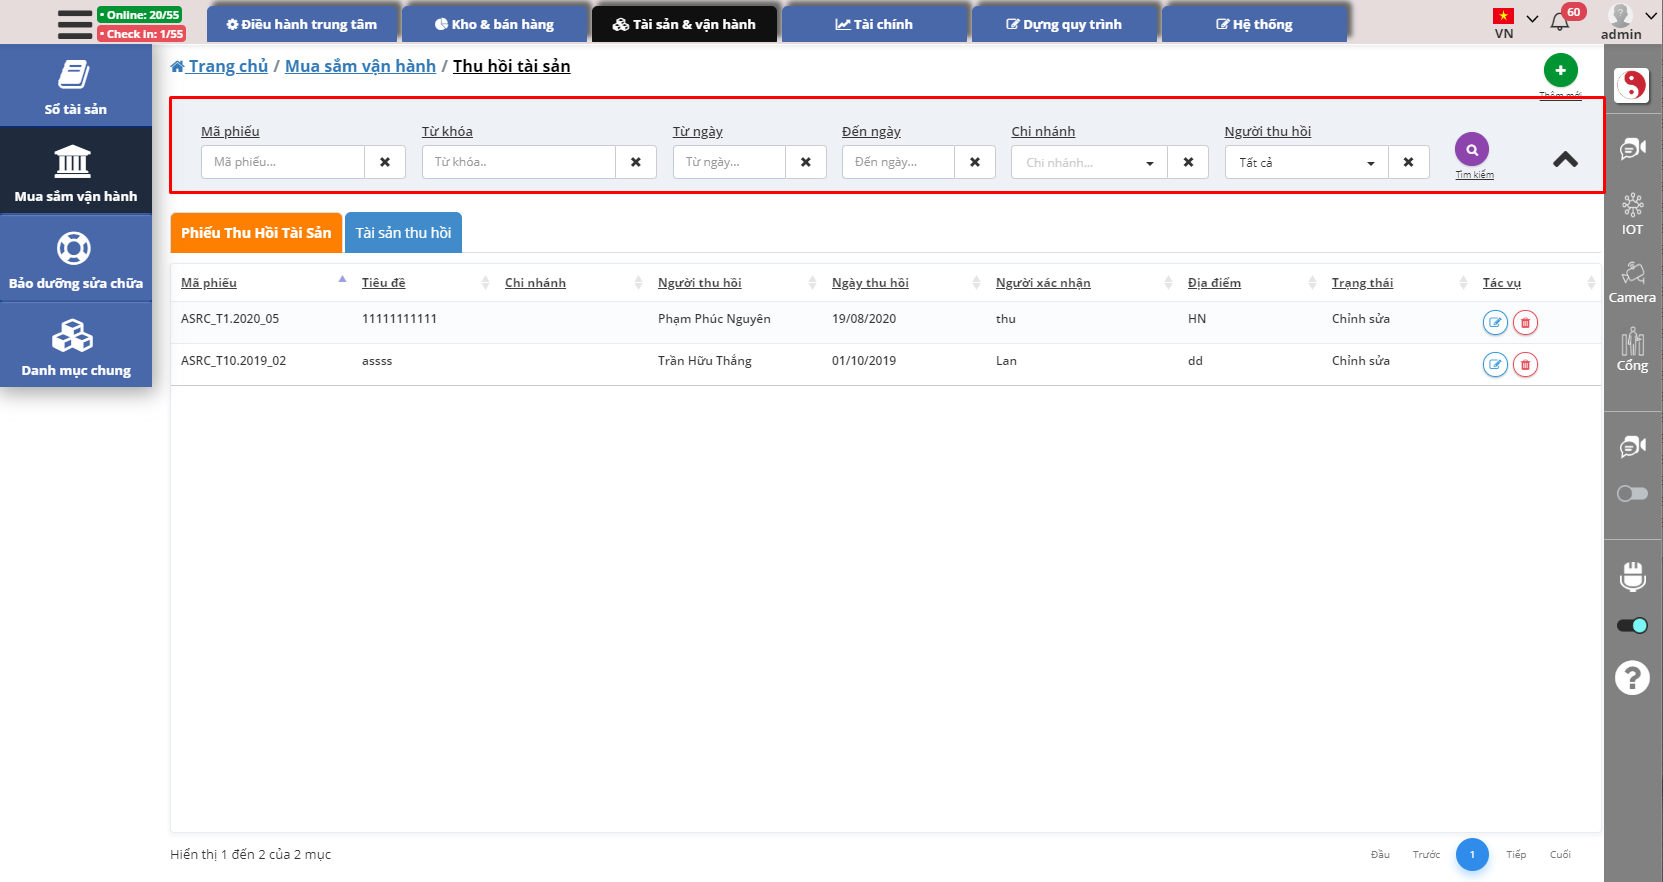 Online: 20/55
Check in: 1/55
Điều hành trung tâm
Kho & bán hàng
Tài sản & vận hành
Tài chính
Dựng quy trình
Hệ thống
VN
60
admin
Sổ tài sản
Mua sắm vận hành
Bảo dưỡng sửa chữa
Danh mục chung
Trang chủ / Mua sắm vận hành / Thu hồi tài sản
Thêm mới
Mã phiếu
Từ khóa
Từ ngày
Đến ngày
Chi nhánh
Người thu hồi
Mã phiếu...
Từ khóa..
Từ ngày...
Đến ngày...
Chi nhánh...
Tất cả
Tìm kiếm
Phiếu Thu Hồi Tài Sản
Tài sản thu hồi
Mã phiếu Tiêu đề Chi nhánh Người thu hồi Ngày thu hồi Người xác nhận Địa điểm Trạng thái Tác vụ
ASRC_T1.2020_05 11111111111 Phạm Phúc Nguyên 19/08/2020 thu HN Chỉnh sửa
ASRC_T10.2019_02 assss Trần Hữu Thắng 01/10/2019 Lan dd Chỉnh sửa
IOT
Camera
Cổng
Hiển thị 1 đến 2 của 2 mục
Đầu Trước 1 Tiếp Cuối